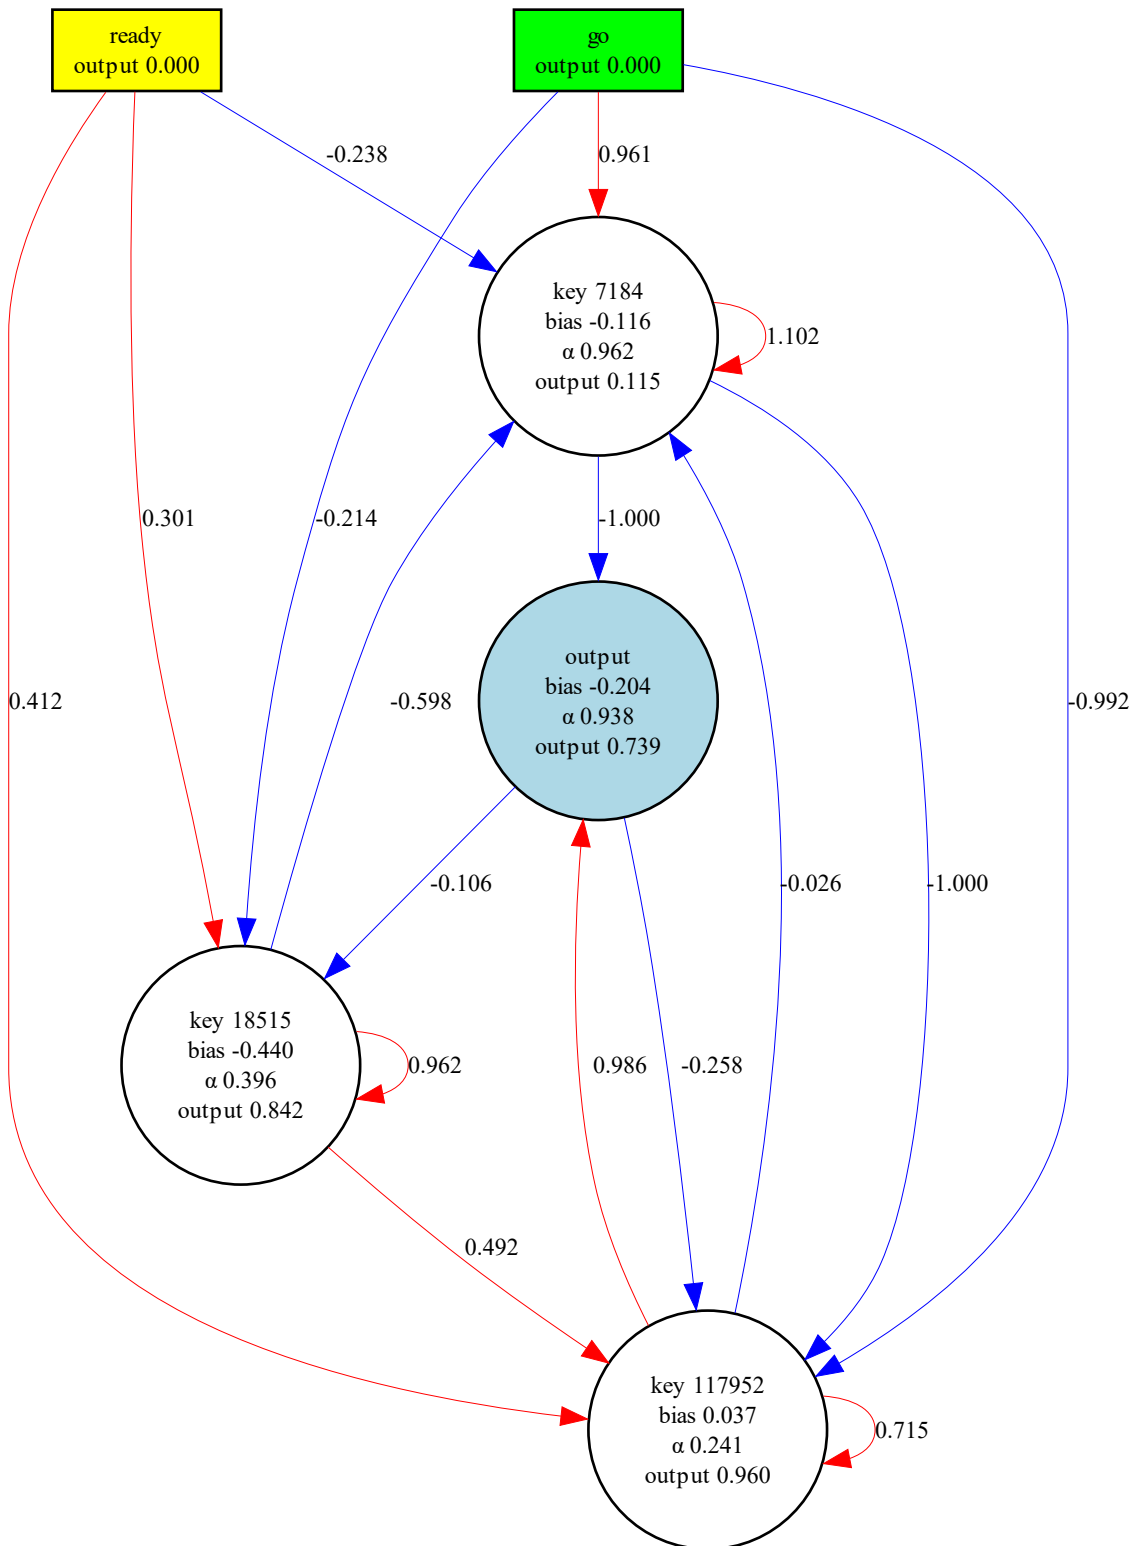 ready
output 0.000
go
output 0.000
-0.238
0.961
key 7184
bias -0.116
α 0.962
output 0.115
1.102
0.301
-0.214
-1.000
output
bias -0.204
α 0.938
output 0.739
0.412
-0.598
-0.992
-0.106
-0.026
-1.000
key 18515
bias -0.440
α 0.396
output 0.842
0.962
0.986
-0.258
0.492
key 117952
bias 0.037
α 0.241
output 0.960
0.715